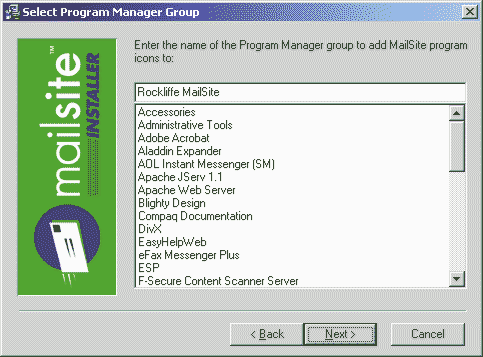 Select Program Manager Group
mailsite™
INSTALLER
Enter the name of the Program Manager group to add MailSite program
icons to:
Rockliffe MailSite
Accessories
Administrative Tools
Adobe Acrobat
Aladdin Expander
AOL Instant Messenger (SM)
Apache JServ 1.1
Apache Web Server
Blighty Design
Compaq Documentation
DivX
EasyHelpWeb
eFax Messenger Plus
ESP
F-Secure Content Scanner Server
< Back
Next >
Cancel